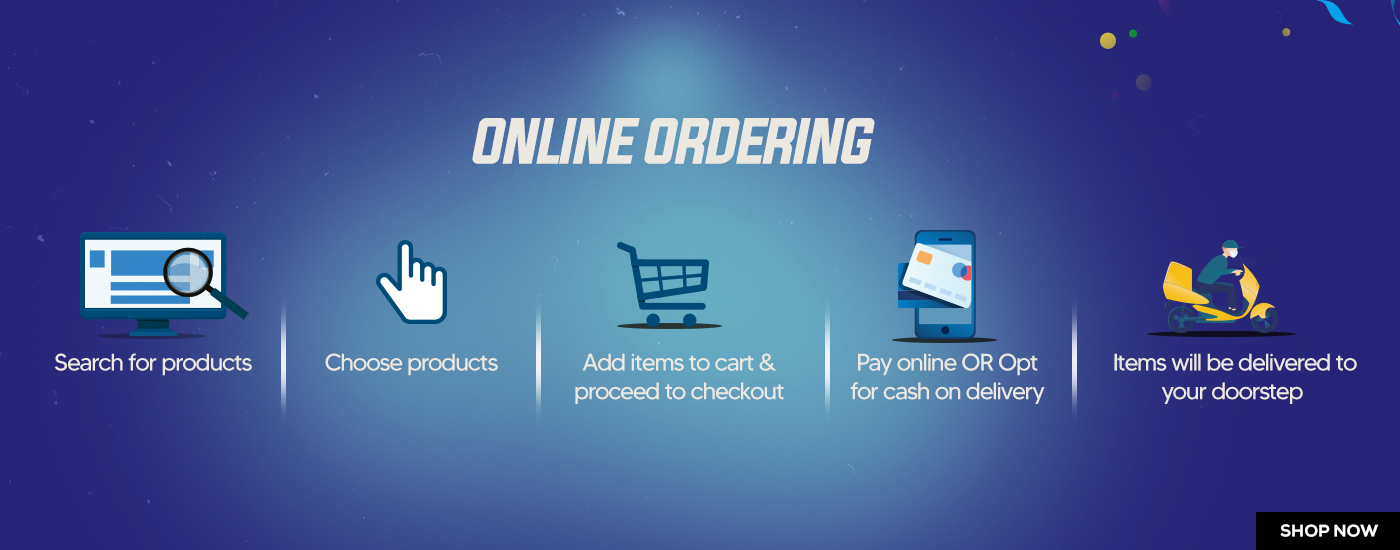 ONLINE ORDERING
Search for products
Choose products
Add items to cart &
proceed to checkout
Pay online OR Opt
for cash on delivery
Items will be delivered to
your doorstep
SHOP NOW